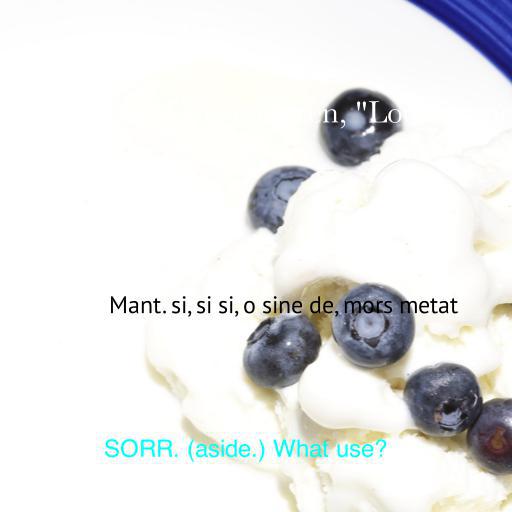 "Lo
Mant. si, si si, o sine de, mors metat
SORR. (aside.) What use?